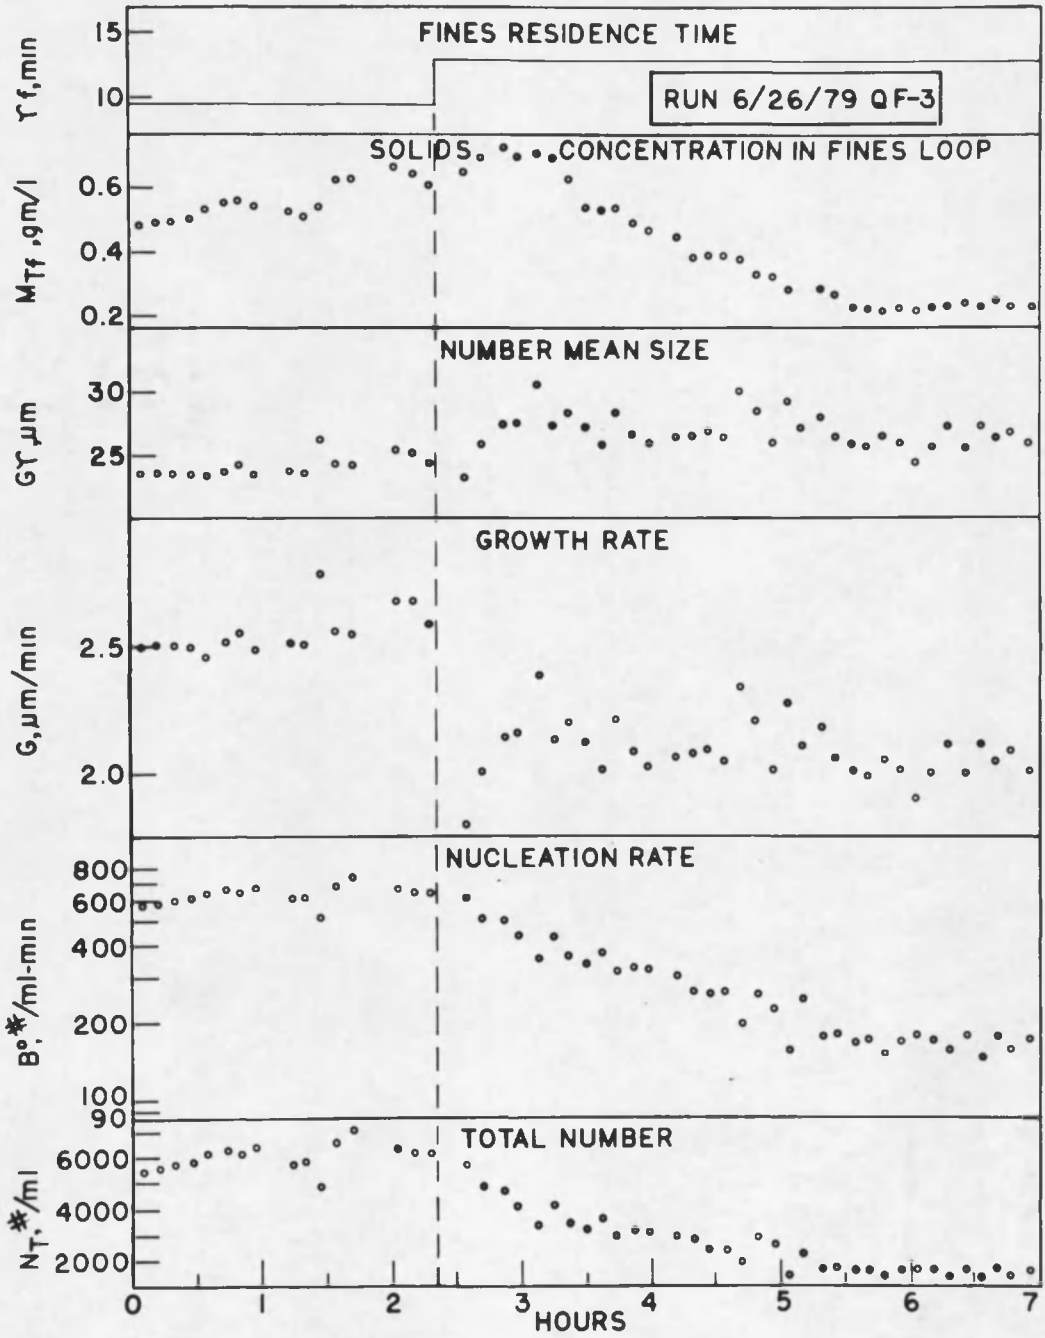 FINES RESIDENCE TIME
15
10
ϒf, min
RUN 6/26/79 QF-3
SOLIDS CONCENTRATION IN FINES LOOP
0.6
0.4
0.2
MTf, gm/l
NUMBER MEAN SIZE
30
25
Gϒ, μm
GROWTH RATE
2.5
2.0
G, μm/min
NUCLEATION RATE
800
600
400
200
100
90
B°, #/ml-min
TOTAL NUMBER
6000
4000
2000
NT, #/ml
0 1 2 3 4 5 6 7
HOURS